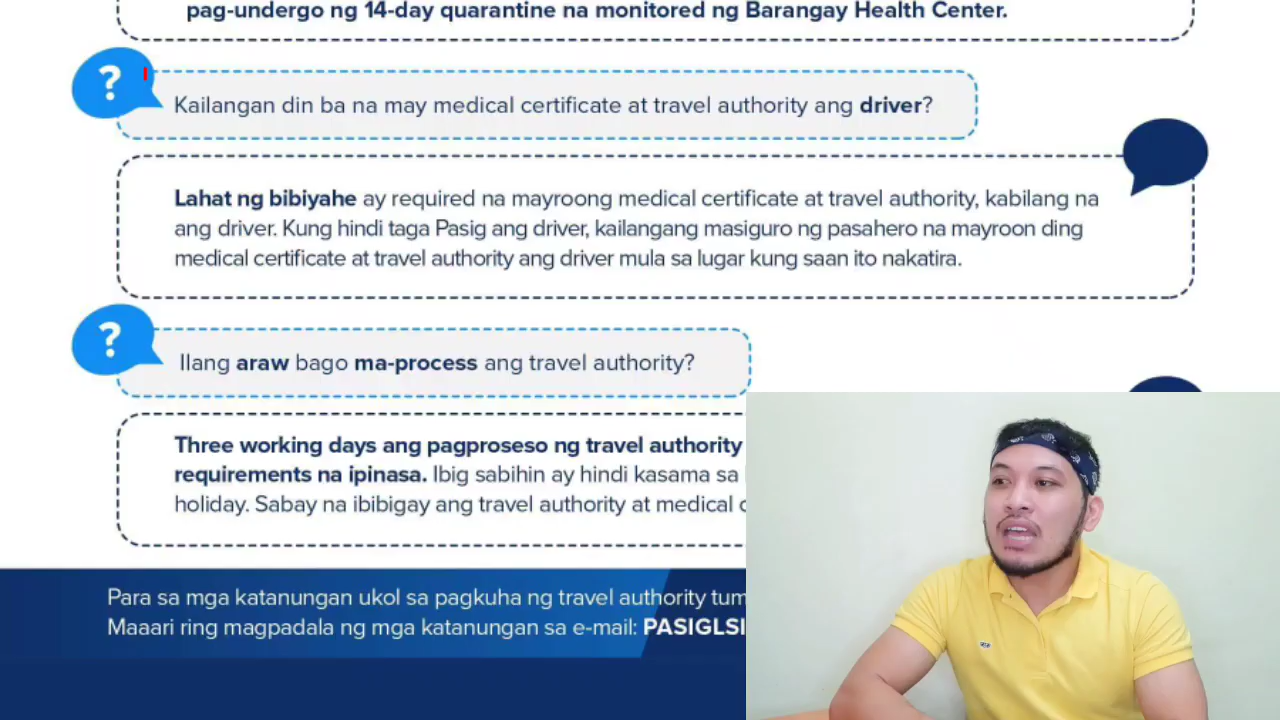 pag-undergo ng 14-day quarantine na monitored ng Barangay Health Center.
?
Kailangan din ba na may medical certificate at travel authority ang driver?
Lahat ng bibiyahe ay required na mayroong medical certificate at travel authority, kabilang na
ang driver. Kung hindi taga Pasig ang driver, kailangang masiguro ng pasahero na mayroon ding
medical certificate at travel authority ang driver mula sa lugar kung saan ito nakatira.
?
Ilang araw bago ma-process ang travel authority?
Three working days ang pagproseso ng travel authority
requirements na ipinasa. Ibig sabihin ay hindi kasama sa
holiday. Sabay na ibibigay ang travel authority at medical
Para sa mga katanungan ukol sa pagkuha ng travel authority
Maaari ring magpadala ng mga katanungan sa e-mail: